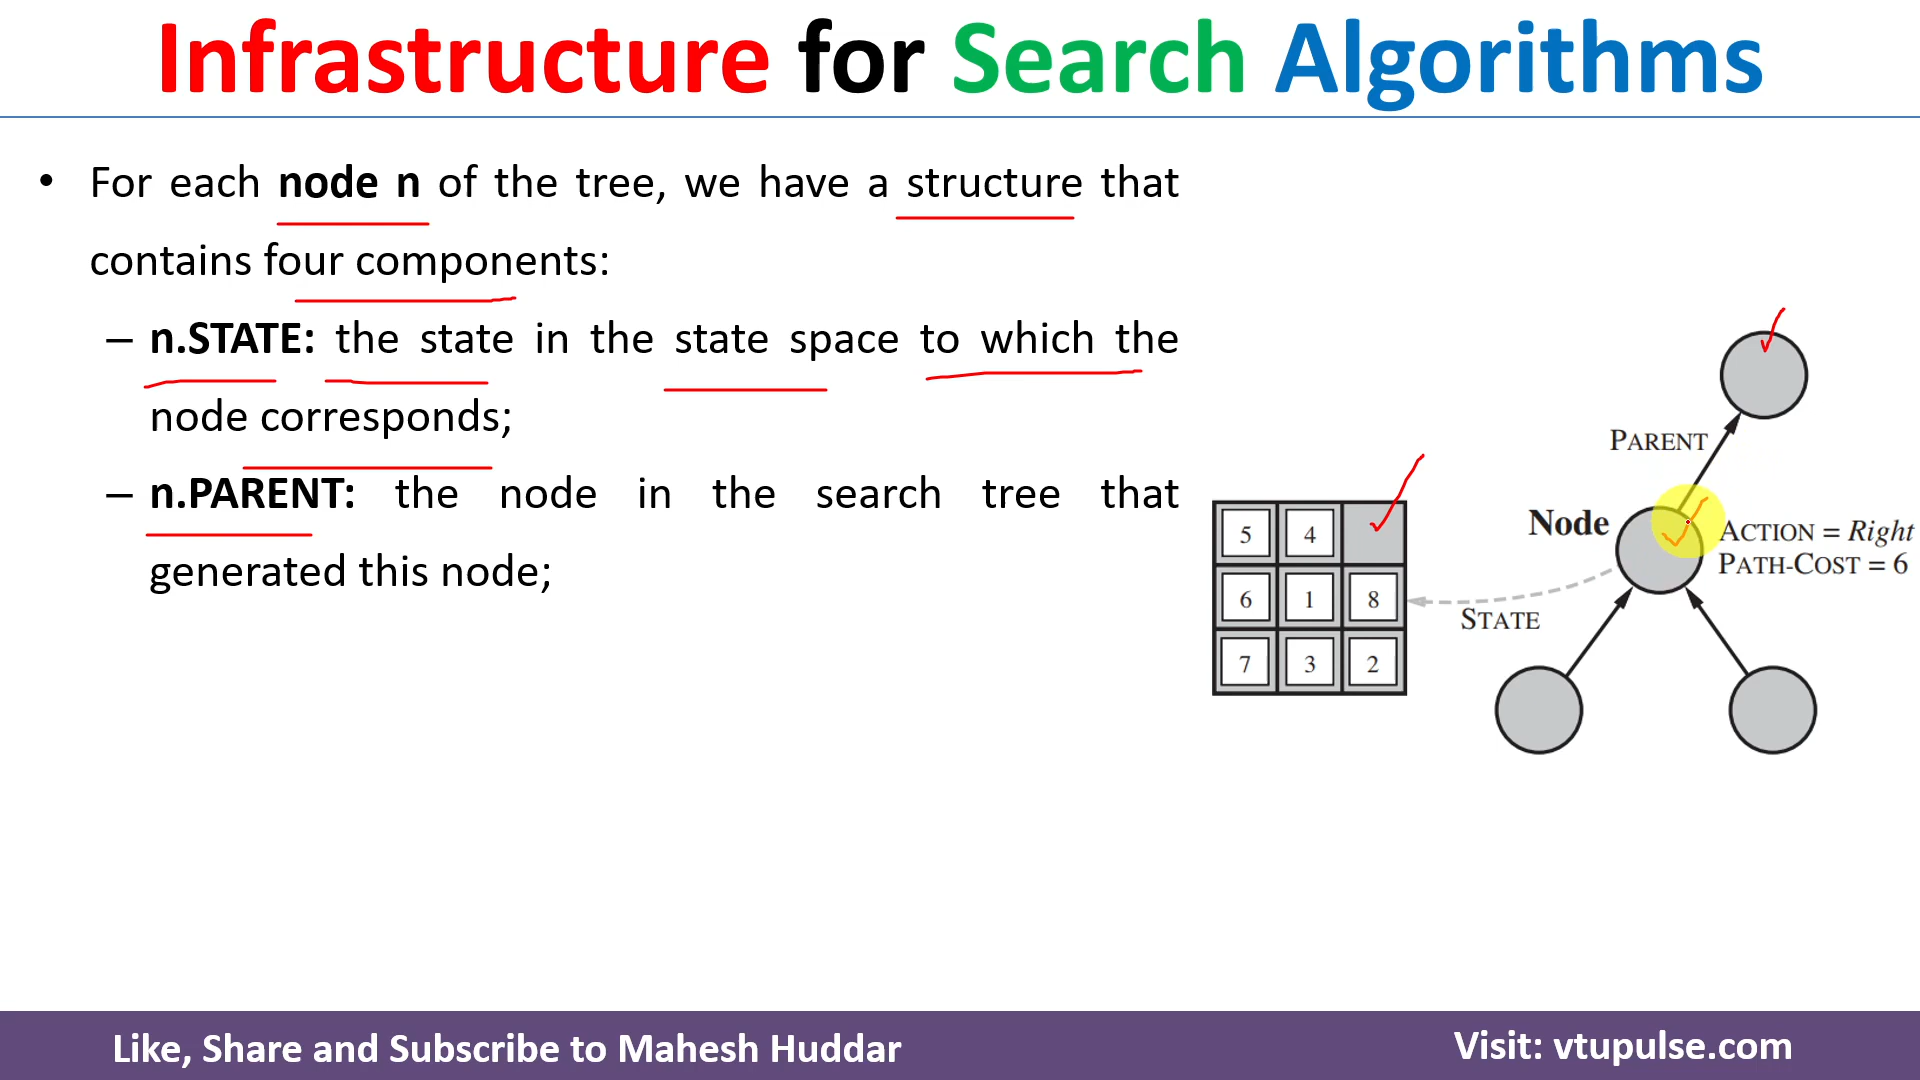 Infrastructure for Search Algorithms
• For each node n of the tree, we have a structure that
contains four components:
– n.STATE: the state in the state space to which the
node corresponds;
– n.PARENT: the node in the search tree that
generated this node;
PARENT
Node
ACTION = Right
PATH-COST = 6
STATE
5 4
6 1 8
7 3 2
Like, Share and Subscribe to Mahesh Huddar
Visit: vtupulse.com